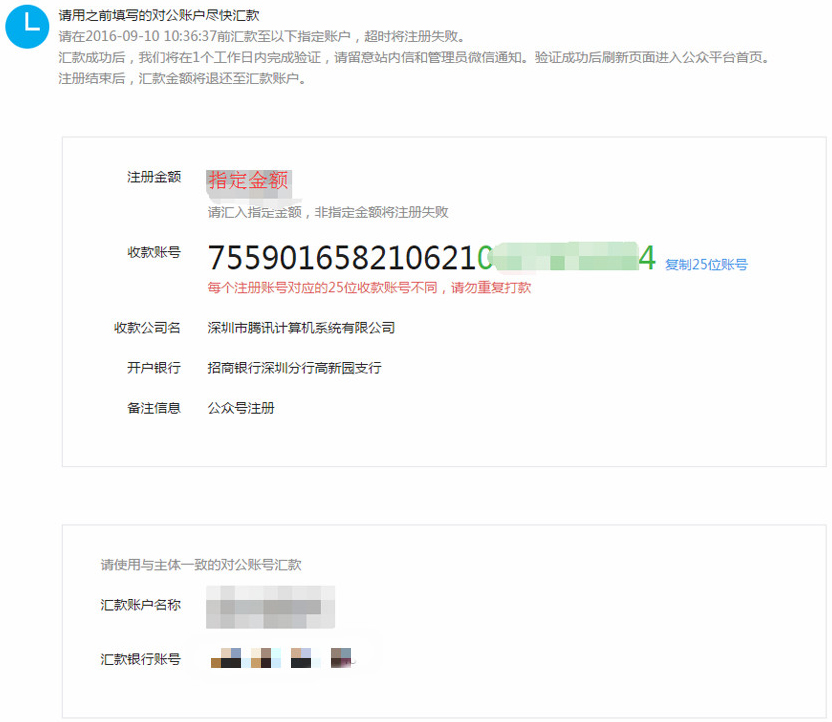 请用之前填写的对公账户尽快汇款
请在2016-09-10 10:36:37前汇款至以下指定账户，超时将注册失败。
汇款成功后，我们将在1个工作日内完成验证，请留意站内信和管理员微信通知。验证成功后刷新页面进入公众平台首页。
注册结束后，汇款金额将退还至汇款账户。
注册金额 指定金额
请汇入指定金额，非指定金额将注册失败
收款账号 7559016582106210 4 复制25位账号
每个注册账号对应的25位收款账号不同，请勿重复打款
收款公司名 深圳市腾讯计算机系统有限公司
开户银行 招商银行深圳分行高新园支行
备注信息 公众号注册
请使用与主体一致的对公账号汇款
汇款账户名称
汇款银行账号